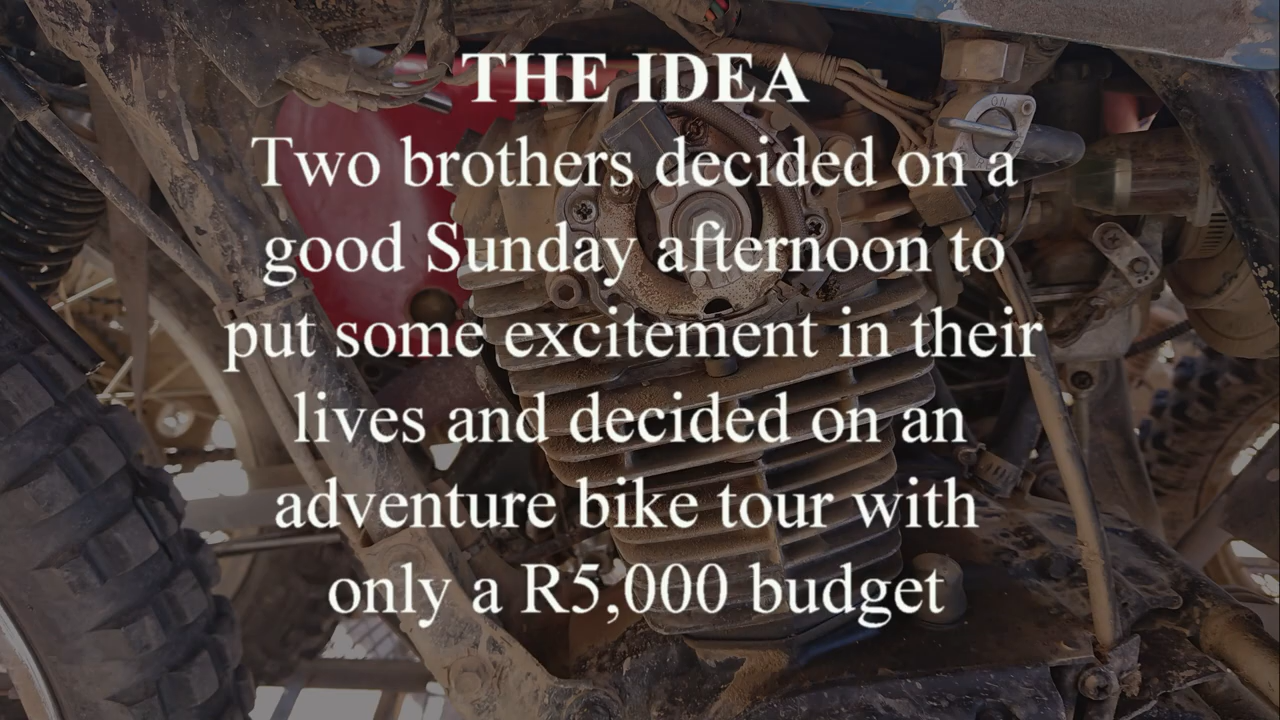 THE IDEA
Two brothers decided on a
good Sunday afternoon to
put some excitement in their
lives and decided on an
adventure bike tour with
only a R5,000 budget
ON